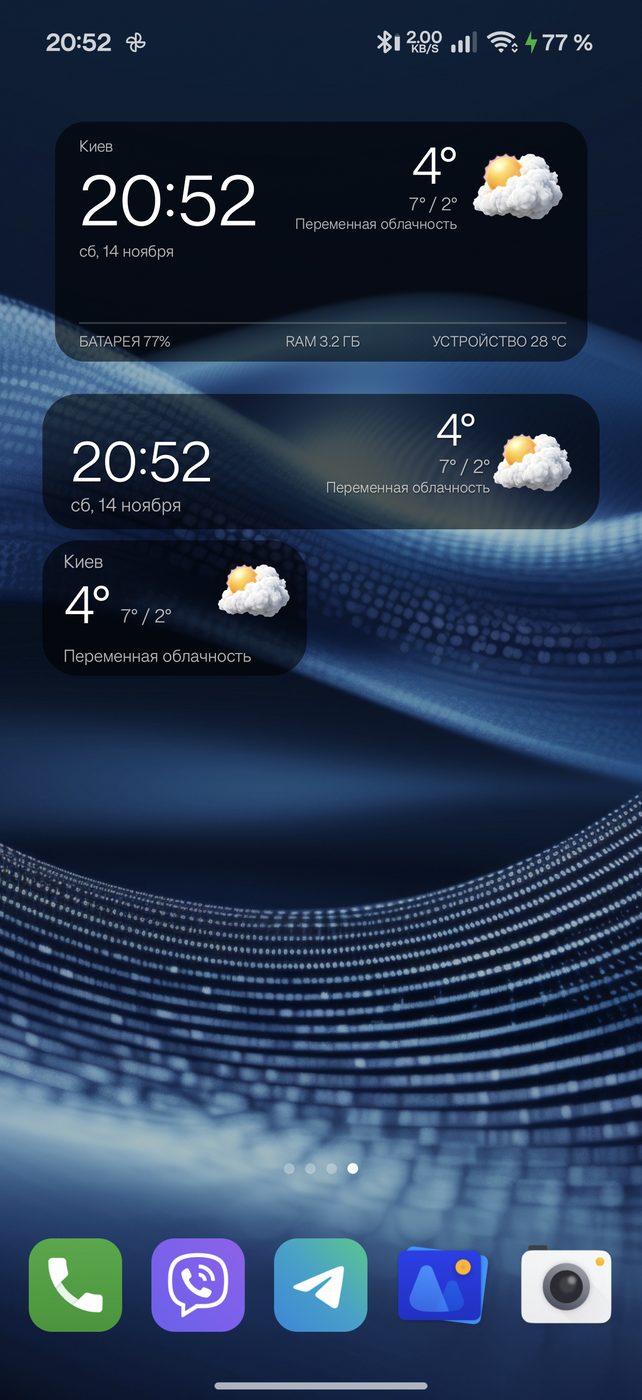 20:52
2.00 KB/S
77 %
Киев
20:52
сб, 14 ноября
4°
7° / 2°
Переменная облачность
БАТАРЕЯ 77%
RAM 3.2 ГБ
УСТРОЙСТВО 28 °C
20:52
сб, 14 ноября
4°
7° / 2°
Переменная облачность
Киев
4° 7° / 2°
Переменная облачность